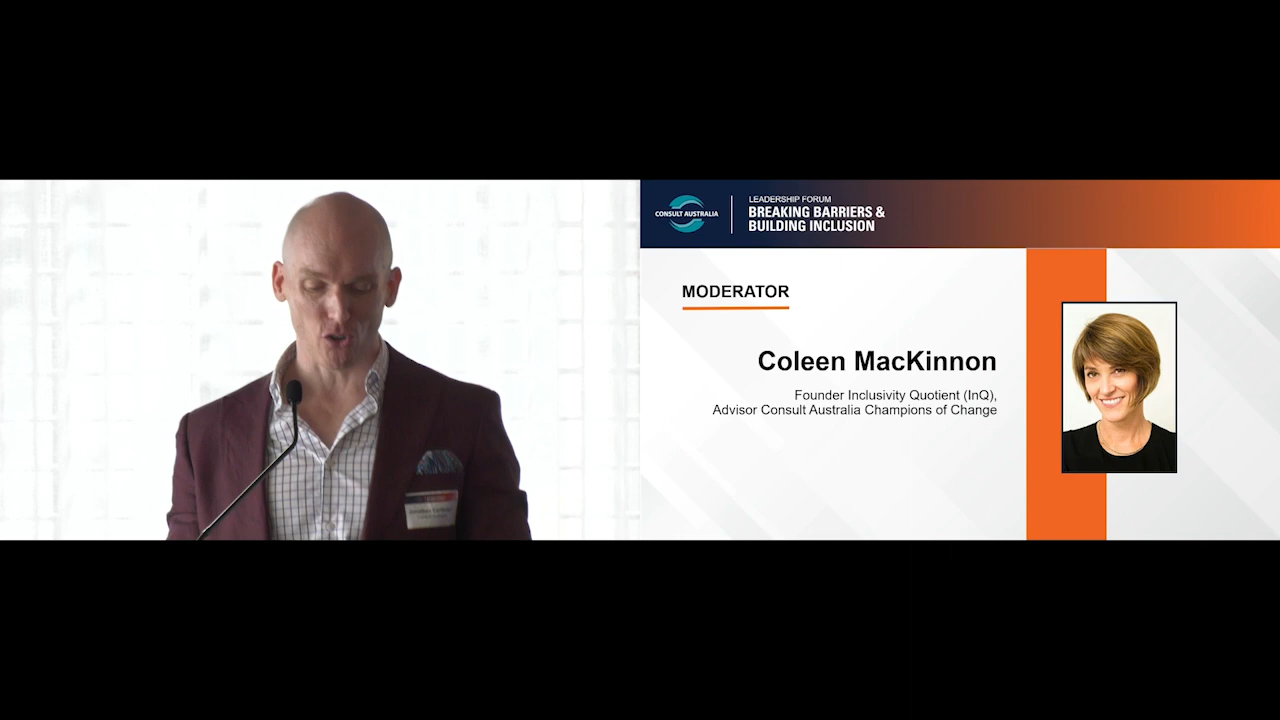 CONSULT AUSTRALIA
LEADERSHIP FORUM
BREAKING BARRIERS &
BUILDING INCLUSION
MODERATOR
Coleen MacKinnon
Founder Inclusivity Quotient (InQ),
Advisor Consult Australia Champions of Change